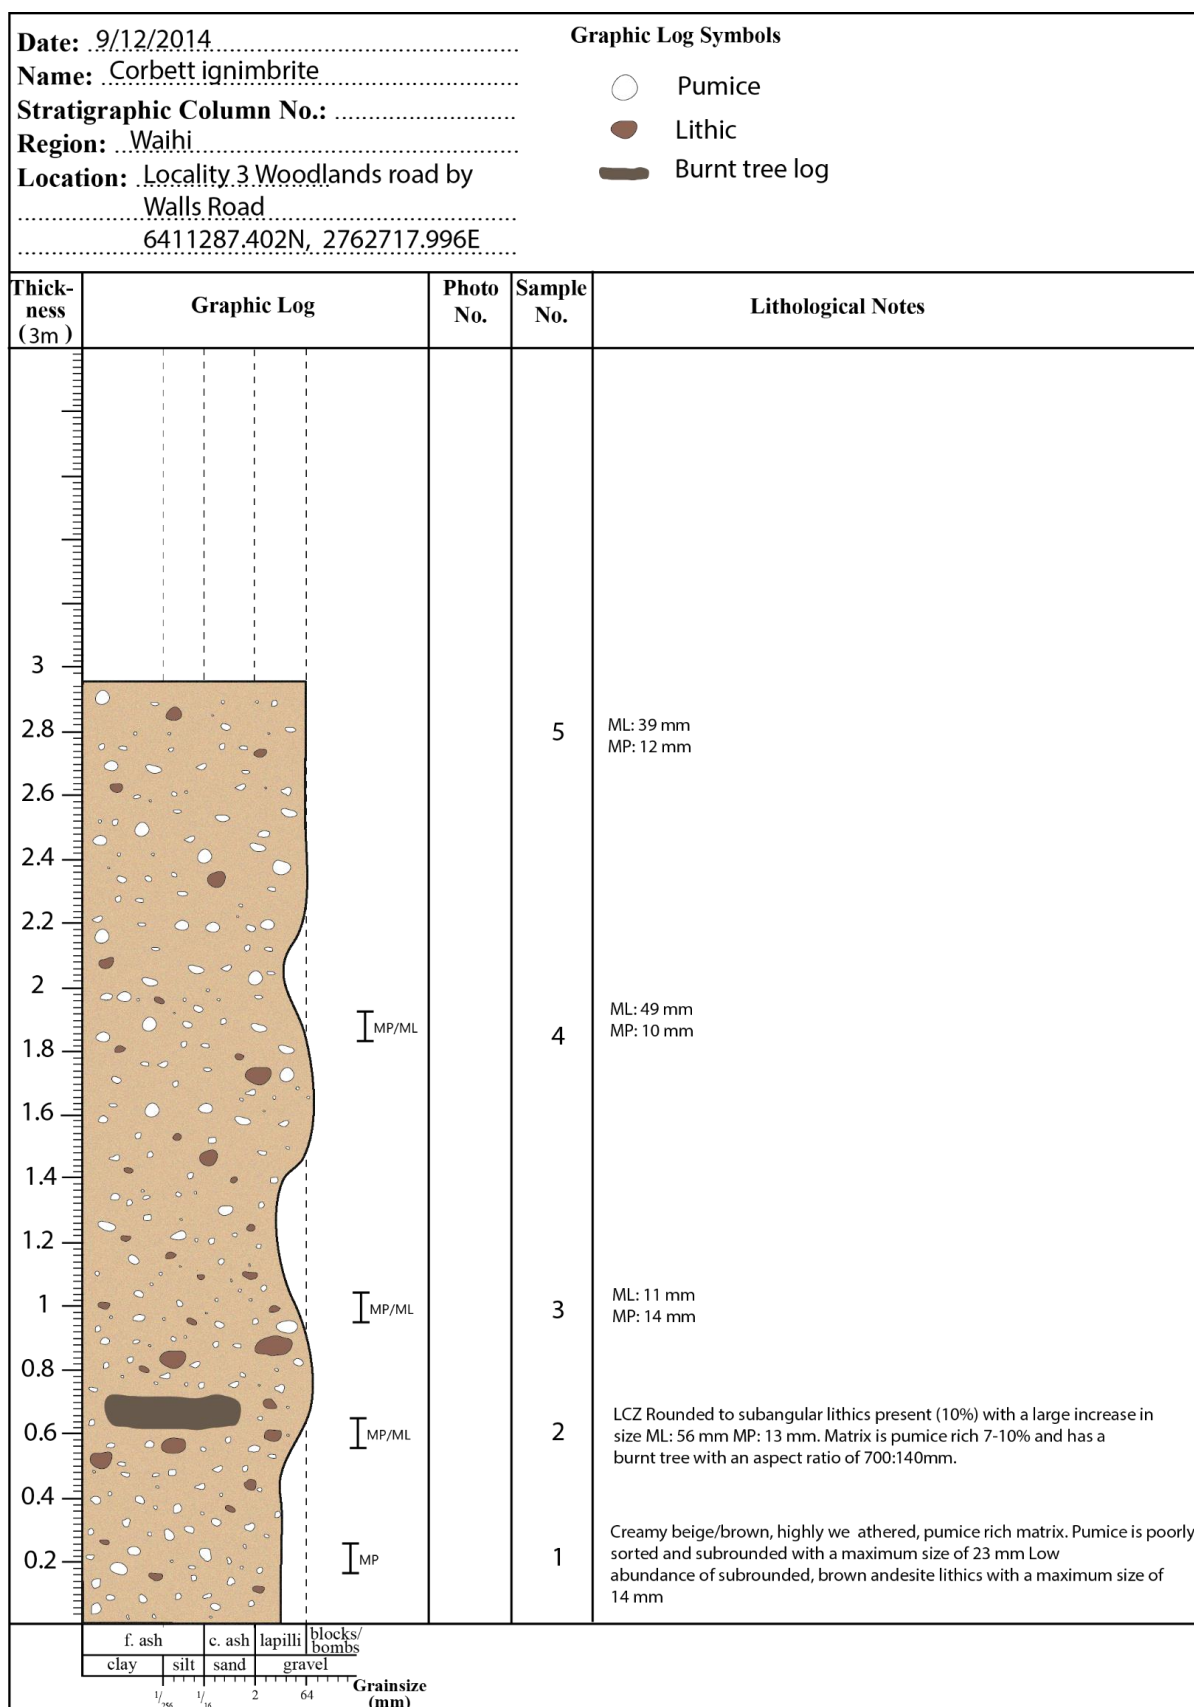 Date: 9/12/2014
Name: Corbett ignimbrite
Stratigraphic Column No.:
Region: Waihi
Location: Locality 3 Woodlands road by
Walls Road
6411287.402N, 2762717.996E
Graphic Log Symbols
Pumice
Lithic
Burnt tree log
Thick-
ness
(3m)
Graphic Log
Photo
No.
Sample
No.
Lithological Notes
3
2.8
5
ML: 39 mm
MP: 12 mm
2.6
2.4
2.2
2
MP/ML
4
ML: 49 mm
MP: 10 mm
1.8
1.6
1.4
12
1
MP/ML
3
ML: 11 mm
MP: 14 mm
0.8
0.6
MP/ML
2
LCZ Rounded to subangular lithics present (10%) with a large increase in
size ML: 56 mm MP: 13 mm. Matrix is pumice rich 7-10% and has a
burnt tree with an aspect ratio of 700:140mm.
0.4
0.2
MP
1
Creamy beige/brown, highly we athered, pumice rich matrix. Pumice is poorly
sorted and subrounded with a maximum size of 23 mm Low
abundance of subrounded, brown andesite lithics with a maximum size of
14 mm
f. ash c. ash lapilli blocks/
bombs
clay silt sand gravel
1/256 1/16 2 64 Grainsize
(mm)